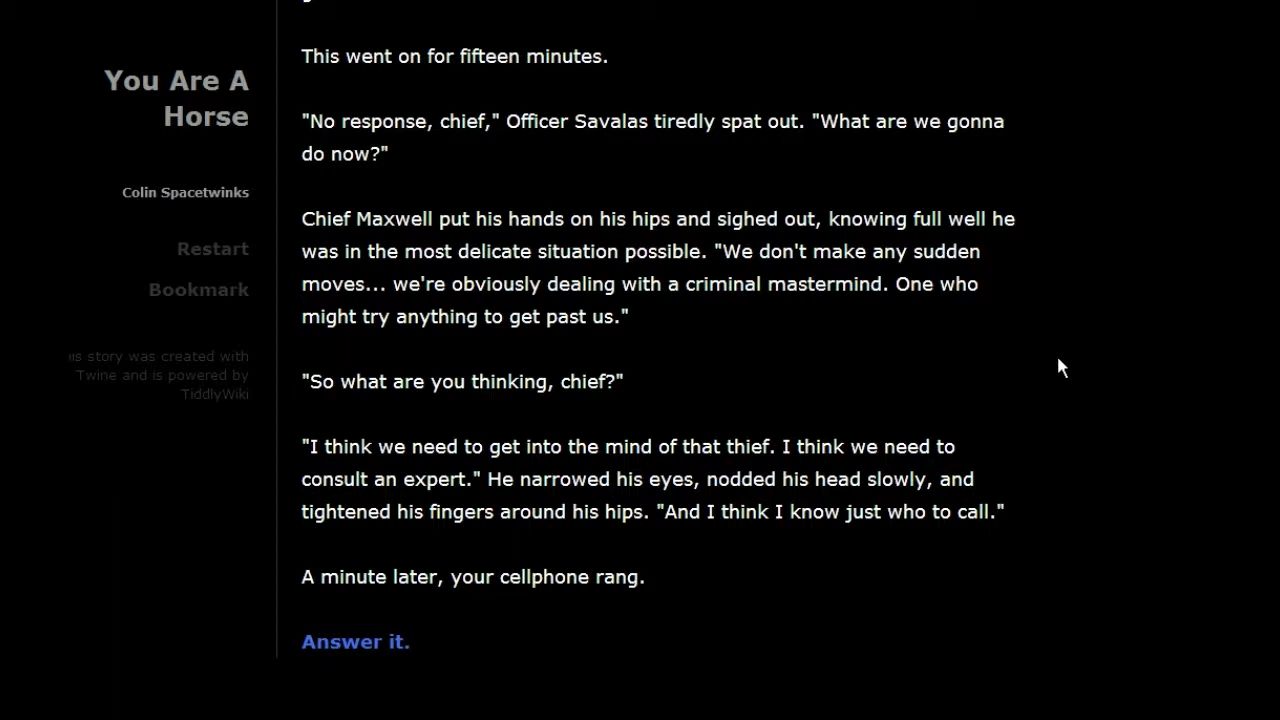 You Are A
Horse
Colin Spacetwinks
Restart
Bookmark
is story was created with
Twine and is powered by
TiddlyWiki
This went on for fifteen minutes.
"No response, chief," Officer Savalas tiredly spat out. "What are we gonna
do now?"
Chief Maxwell put his hands on his hips and sighed out, knowing full well he
was in the most delicate situation possible. "We don't make any sudden
moves... we're obviously dealing with a criminal mastermind. One who
might try anything to get past us."
"So what are you thinking, chief?"
"I think we need to get into the mind of that thief. I think we need to
consult an expert." He narrowed his eyes, nodded his head slowly, and
tightened his fingers around his hips. "And I think I know just who to call."
A minute later, your cellphone rang.
Answer it.